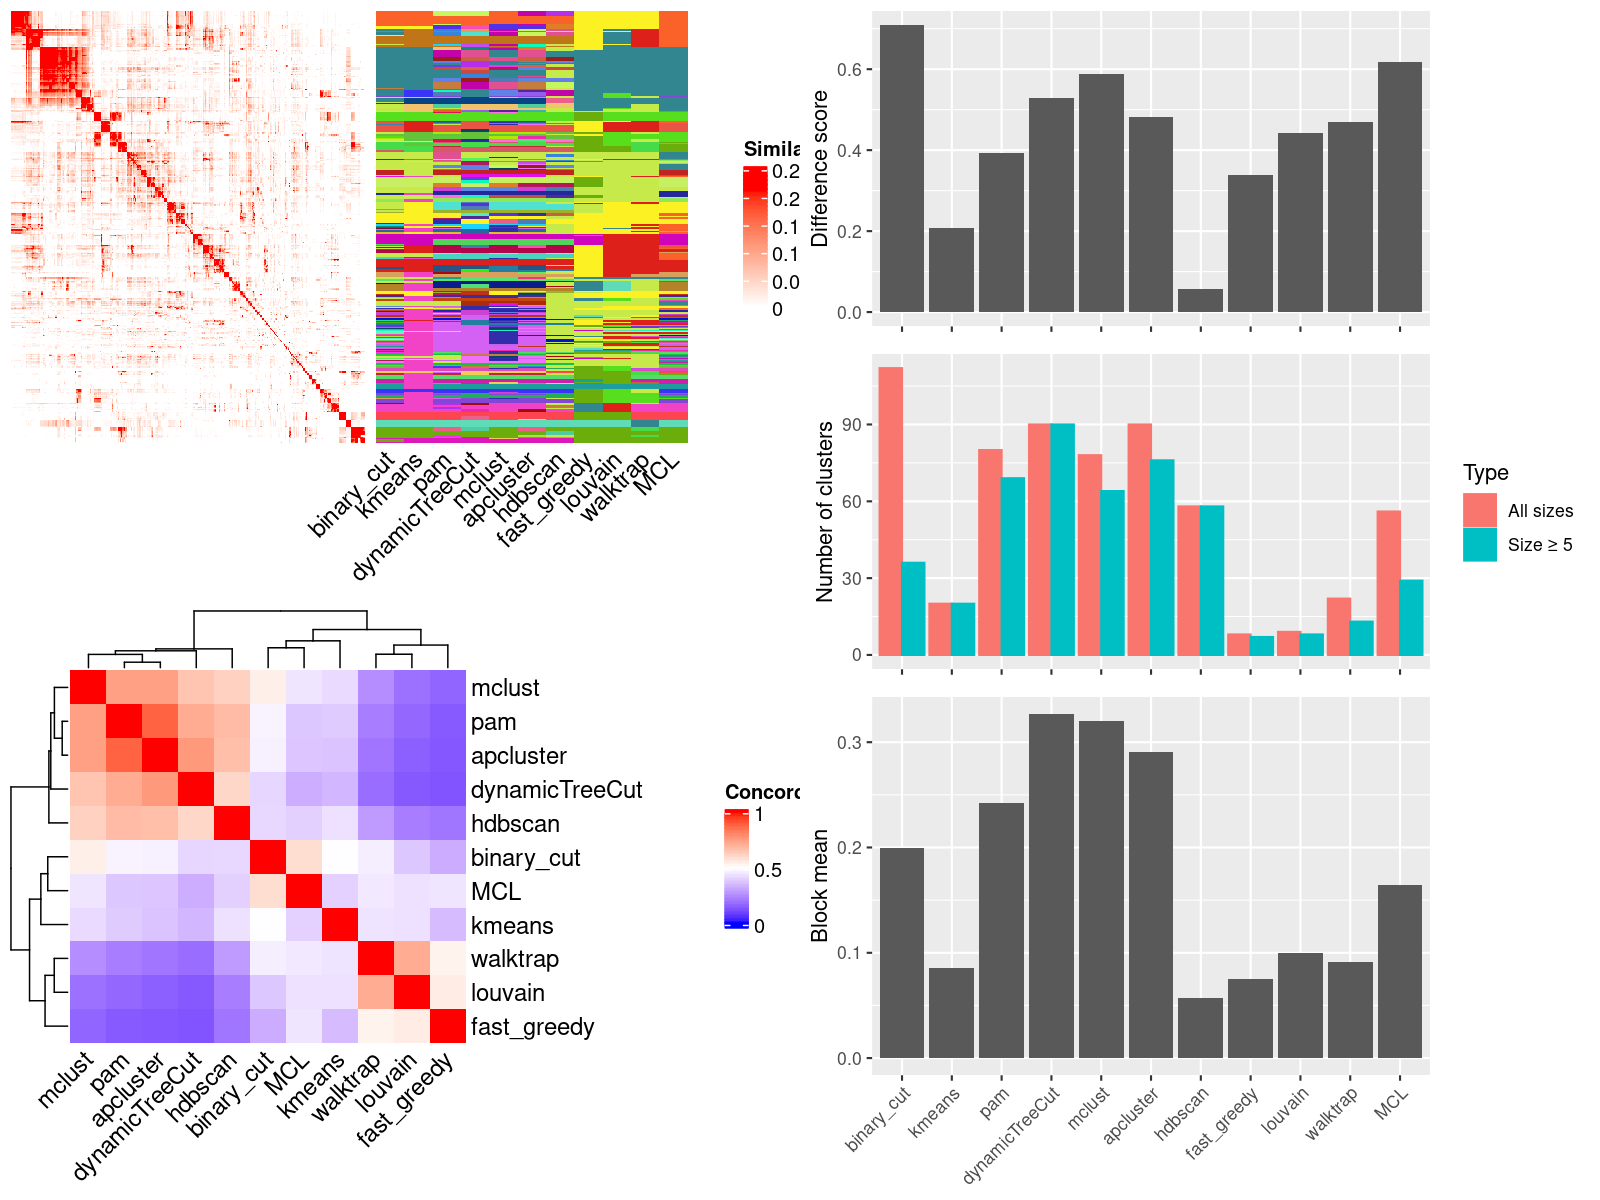 Simila
0.2
0.2
0.1
0.1
0.0
0
binary_cut
kmeans
pam
dynamicTreeCut
mclust
apcluster
hdbscan
fast_greedy
louvain
walktrap
MCL
Difference score
0.6
0.4
0.2
0.0
Number of clusters
90
60
30
0
Type
All sizes
Size ≥ 5
mclust
pam
apcluster
dynamicTreeCut
hdbscan
binary_cut
MCL
kmeans
walktrap
louvain
fast_greedy
mclust
pam
apcluster
dynamicTreeCut
hdbscan
binary_cut
MCL
kmeans
walktrap
louvain
fast_greedy
Concord
1
0.5
0
Block mean
0.3
0.2
0.1
0.0
binary_cut
kmeans
pam
dynamicTreeCut
mclust
apcluster
hdbscan
fast_greedy
louvain
walktrap
MCL